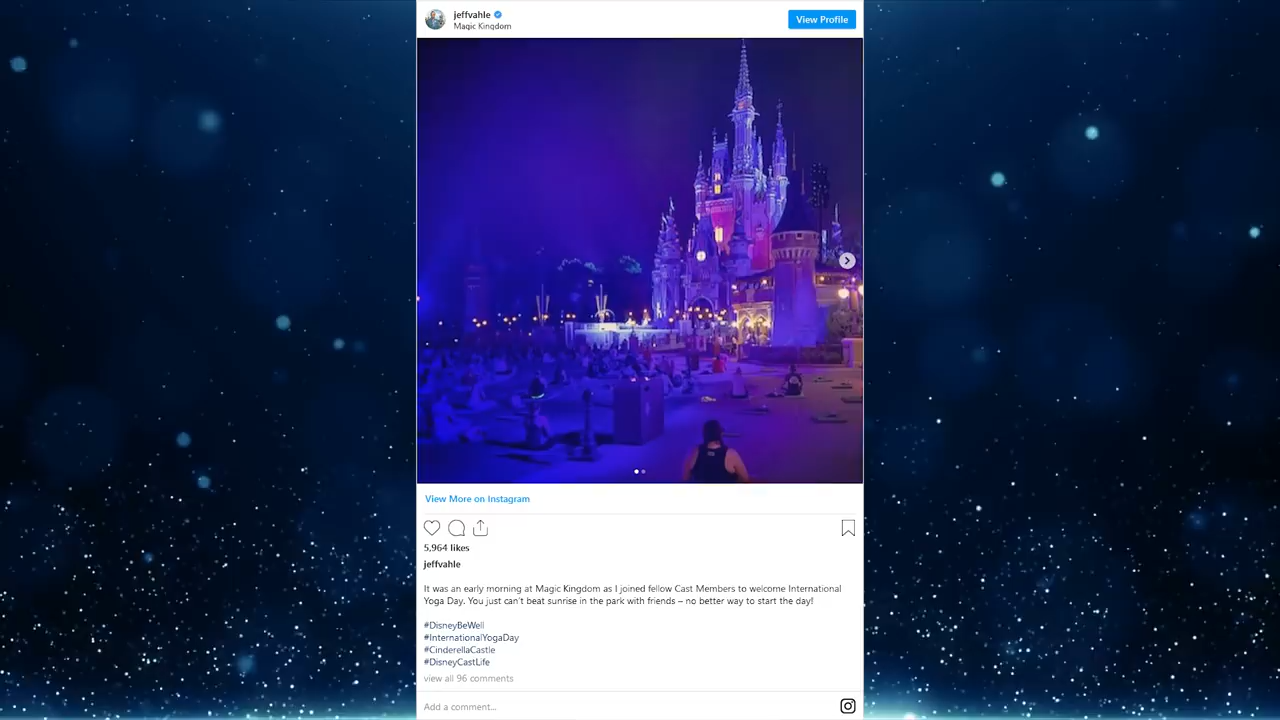 jeffvahle
Magic Kingdom
View Profile
View More on Instagram
5,964 likes
jeffvahle
It was an early morning at Magic Kingdom as I joined fellow Cast Members to welcome International
Yoga Day. You just can't beat sunrise in the park with friends – no better way to start the day!
#DisneyBeWell
#InternationalYogaDay
#CinderellaCastle
#DisneyCastLife
view all 96 comments
Add a comment...